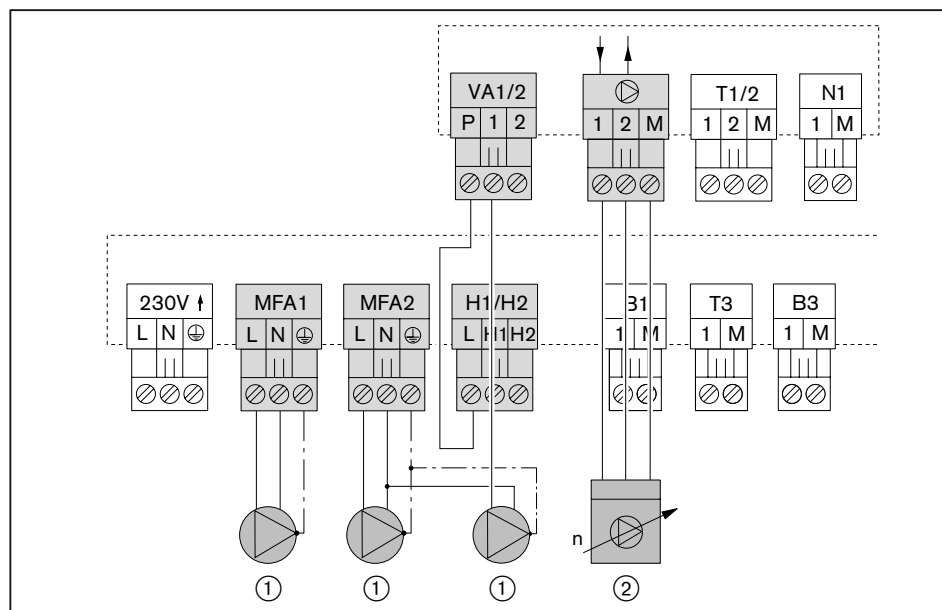 VA1/2
P 1 2
1 2 M
T1/2
1 2 M
N1
1 M
230V
L N
MFA1
L N
MFA2
L N
H1/H2
L H1 H2
B1
1 M
T3
1 M
B3
1 M
n
1
1
1
2